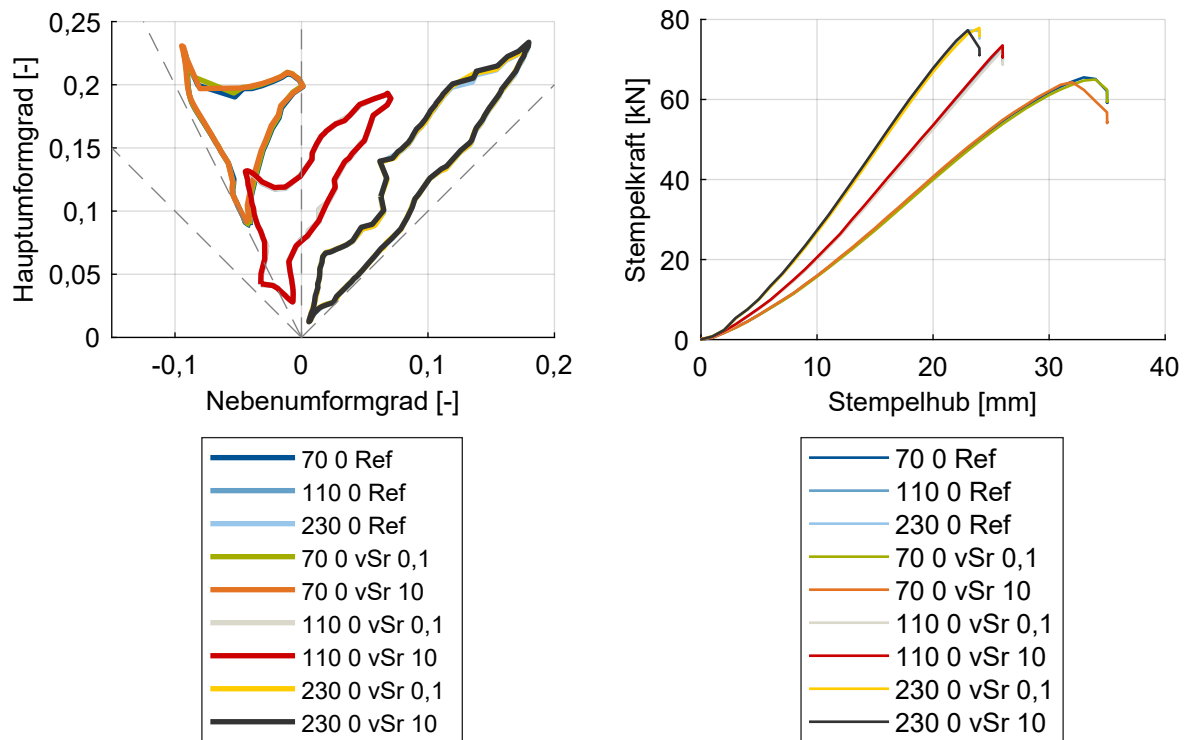 Hauptumformgrad [-]
0,25
0,2
0,15
0,1
0,05
0
-0,1
0
0,1
0,2
Nebenumformgrad [-]
70 0 Ref
110 0 Ref
230 0 Ref
70 0 vSr 0,1
70 0 vSr 10
110 0 vSr 0,1
110 0 vSr 10
230 0 vSr 0,1
230 0 vSr 10
Stempelkraft [kN]
80
60
40
20
0
0
10
20
30
40
Stempelhub [mm]
70 0 Ref
110 0 Ref
230 0 Ref
70 0 vSr 0,1
70 0 vSr 10
110 0 vSr 0,1
110 0 vSr 10
230 0 vSr 0,1
230 0 vSr 10